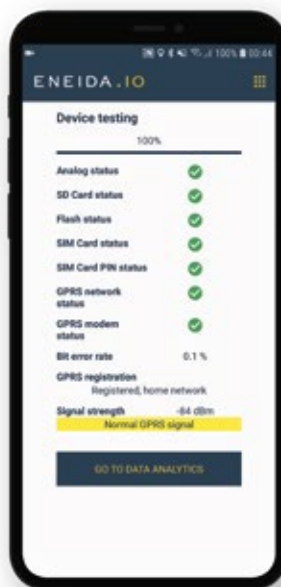 100% 00:44
ENEIDA.IO
Device testing
100%
Analog status
SD Card status
Flash status
SIM Card status
SIM Card PIN status
GPRS network
status
GPRS modem
status
Bit error rate 0.1 %
GPRS registration
Registered, home network
Signal strength -84 dBm
Normal GPRS signal
GO TO DATA ANALYTICS